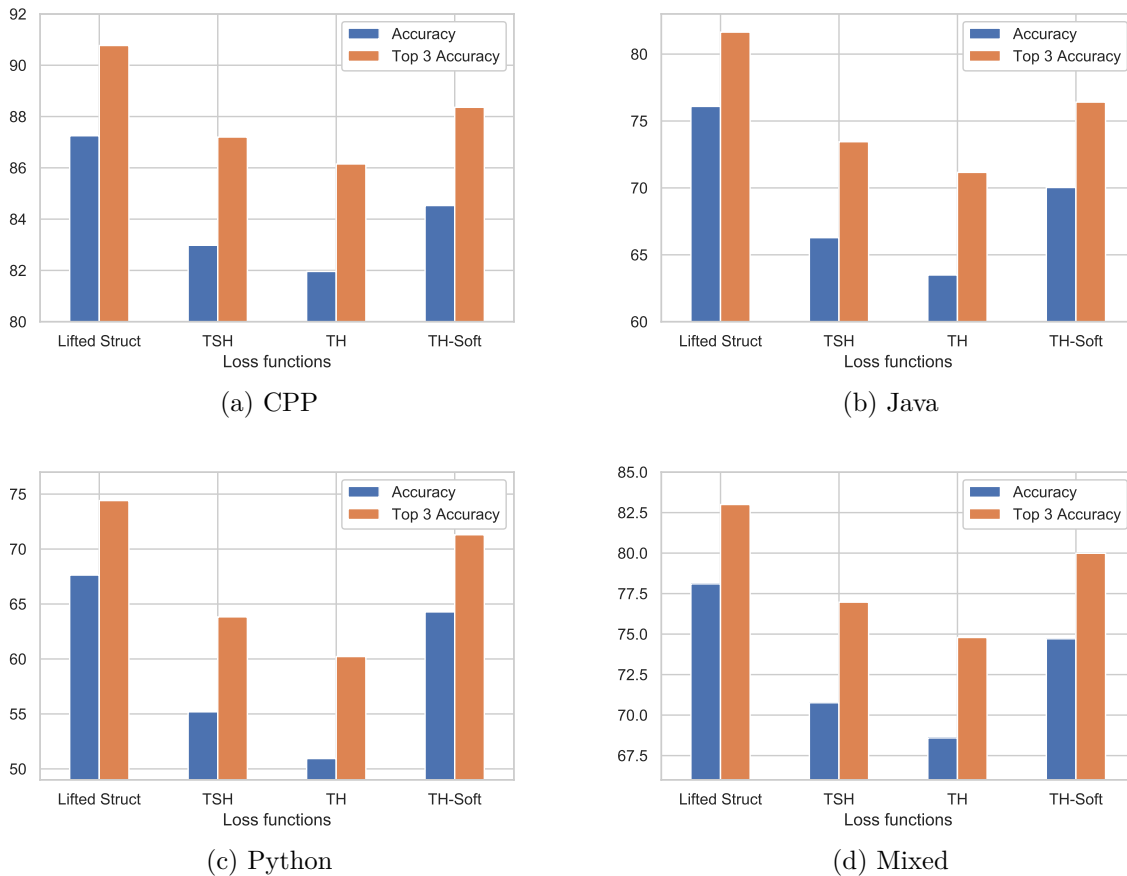 92
90
88
86
84
82
80
Accuracy
Top 3 Accuracy
Lifted Struct TSH TH TH-Soft
Loss functions
(a) CPP
80
75
70
65
60
Accuracy
Top 3 Accuracy
Lifted Struct TSH TH TH-Soft
Loss functions
(b) Java
75
70
65
60
55
50
Accuracy
Top 3 Accuracy
Lifted Struct TSH TH TH-Soft
Loss functions
(c) Python
85.0
82.5
80.0
77.5
75.0
72.5
70.0
67.5
Accuracy
Top 3 Accuracy
Lifted Struct TSH TH TH-Soft
Loss functions
(d) Mixed